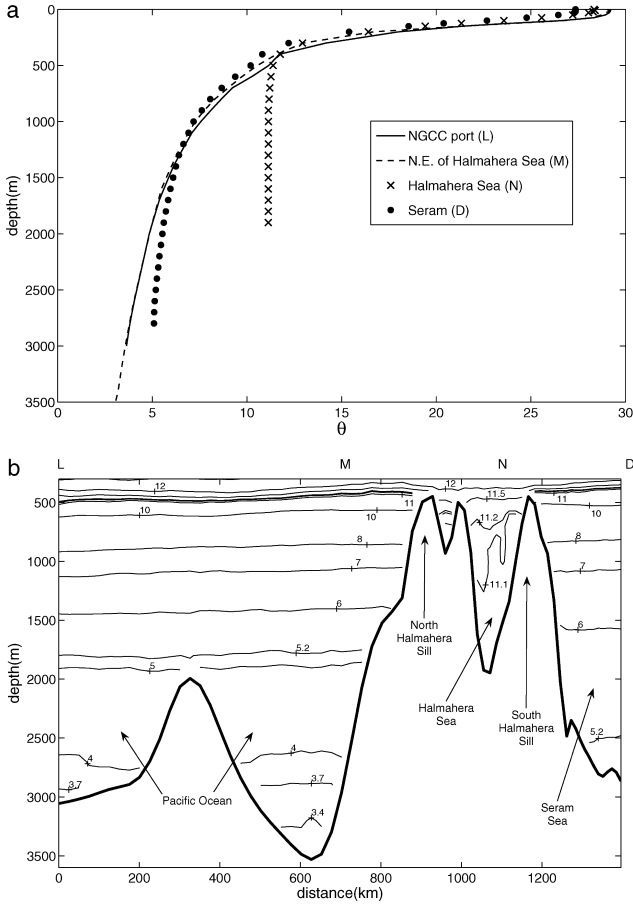 a
0
500
1000
1500
2000
2500
3000
3500
depth(m)
0 5 10 15 20 25 30
θ
NGCC port (L)
N.E. of Halmahera Sea (M)
Halmahera Sea (N)
Seram (D)
b
L M N D
500
1000
1500
2000
2500
3000
3500
depth(m)
12 12
11 11.5 11
10 10 11.2 10
8 8
7 11.1 7
6 6
5.2
5
5.2
4 4
3.7 3.7
3.4
North
Halmahera
Sill
Halmahera
Sea
South
Halmahera
Sill
Pacific Ocean
Seram
Sea
0 200 400 600 800 1000 1200
distance(km)